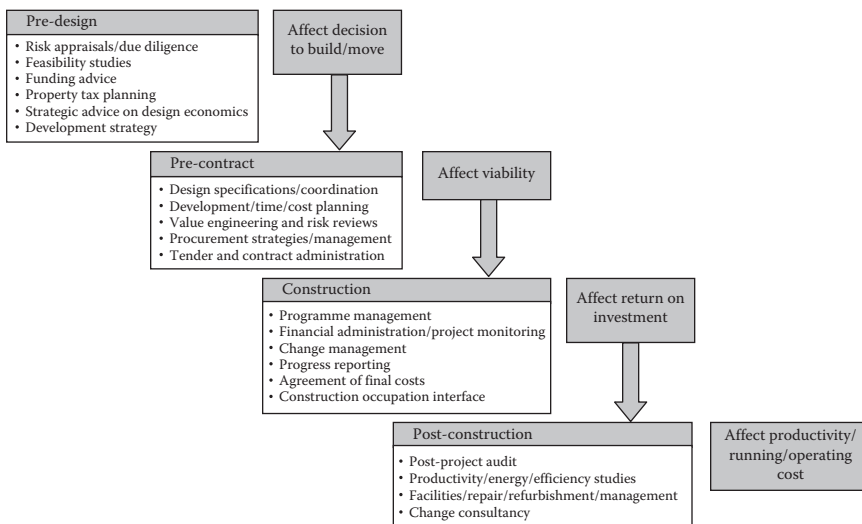 Pre-design
• Risk appraisals/due diligence
• Feasibility studies
• Funding advice
• Property tax planning
• Strategic advice on design economics
• Development strategy
Affect decision
to build/move
Pre-contract
• Design specifications/coordination
• Development/time/cost planning
• Value engineering and risk reviews
• Procurement strategies/management
• Tender and contract administration
Affect viability
Construction
• Programme management
• Financial administration/project monitoring
• Change management
• Progress reporting
• Agreement of final costs
• Construction occupation interface
Affect return on
investment
Post-construction
• Post-project audit
• Productivity/energy/efficiency studies
• Facilities/repair/refurbishment/management
• Change consultancy
Affect productivity/
running/operating
cost